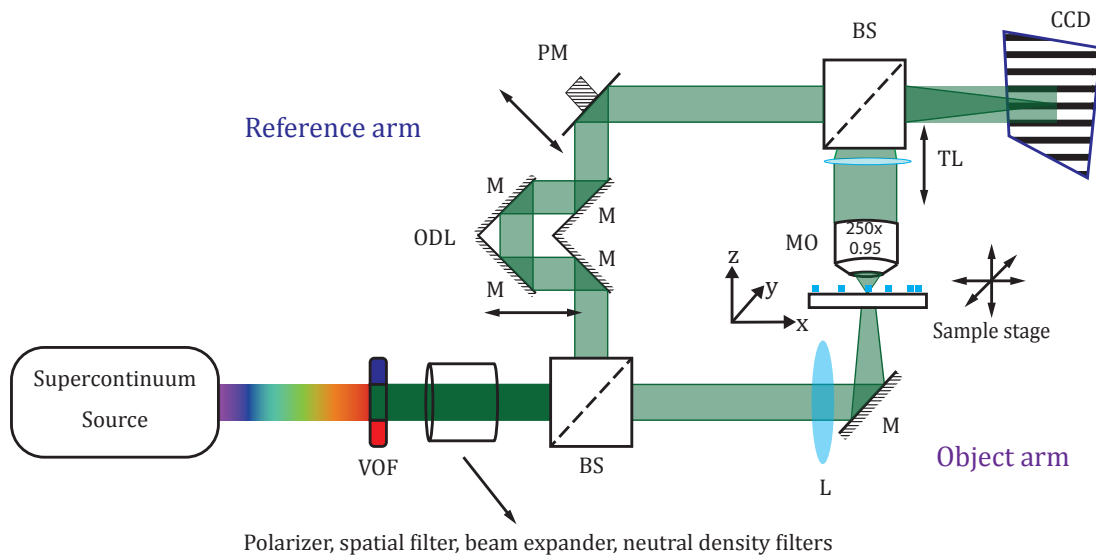 CCD
BS
PM
Reference arm
TL
M
M
ODL
MO
250x
0.95
M
M
z
y
x
Sample stage
Supercontinuum
Source
VOF
BS
L
M
Object arm
Polarizer, spatial filter, beam expander, neutral density filters